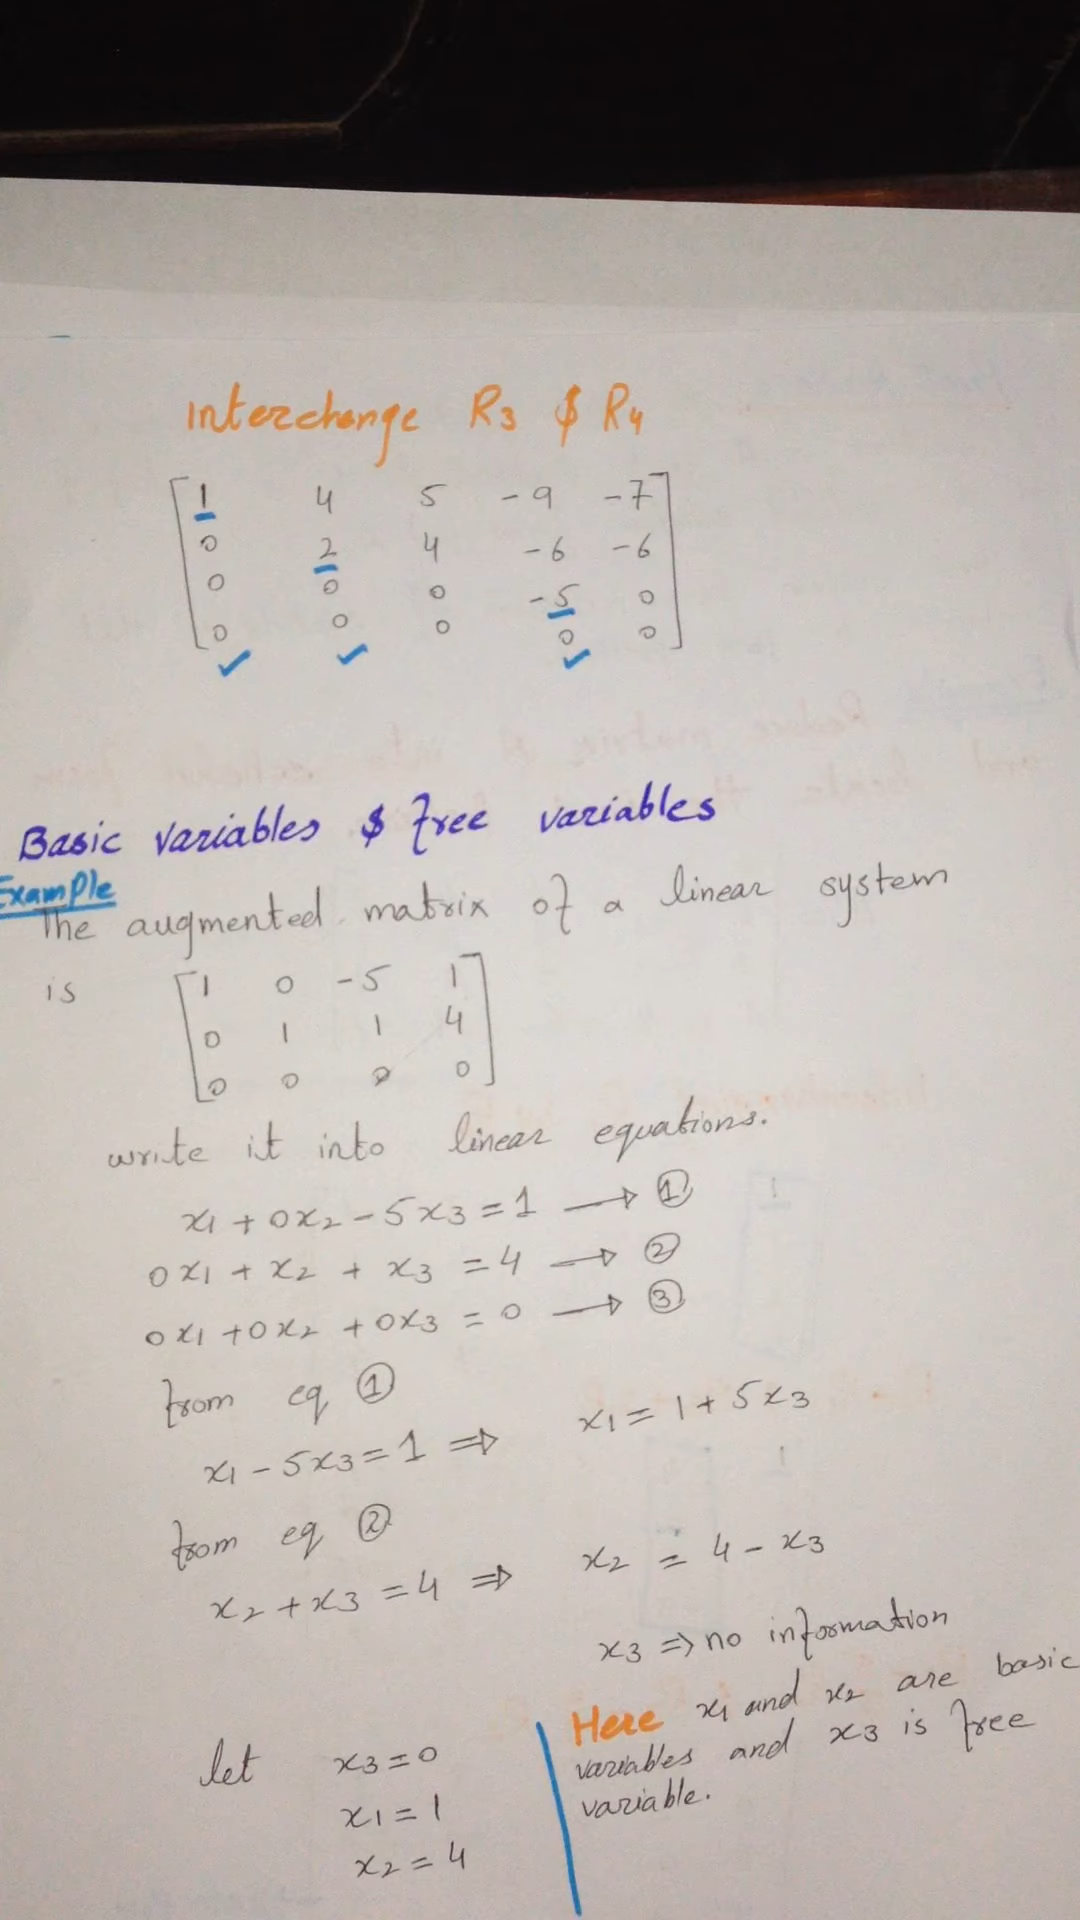 Interchange R3 $ R4
1 4 5 -9 -7
0 2 4 -6 -6
0 0 0 -5 0
0 0 0 0 0
Basic variables $ free variables
Example
The augmented matrix of a linear system
is
1 0 -5 1
0 1 1 4
0 0 0 0
write it into linear equations.
x1 + 0x2 - 5x3 = 1 → ①
0x1 + x2 + x3 = 4 → ②
0x1 + 0x2 + 0x3 = 0 → ③
from eq ①
x1 - 5x3 = 1 ⇒ x1 = 1 + 5x3
from eq ②
x2 + x3 = 4 ⇒ x2 = 4 - x3
x3 ⇒ no information
Here x1 and x2 are basic
variables and x3 is free
variable.
let x3 = 0
x1 = 1
x2 = 4